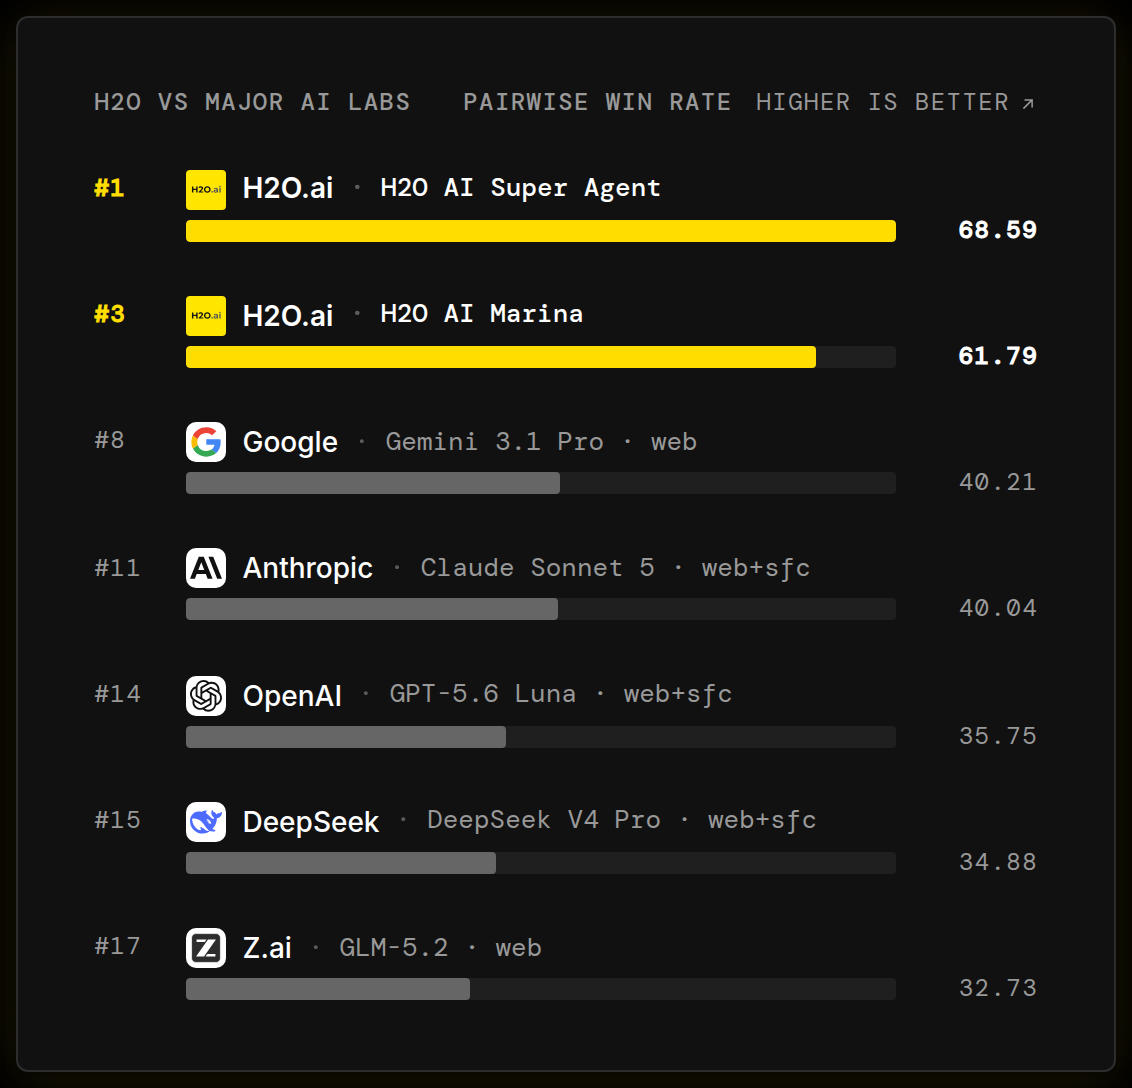 H2O VS MAJOR AI LABS PAIRWISE WIN RATE HIGHER IS BETTER ↗
#1 H2O.ai H2O.ai · H2O AI Super Agent
68.59
#3 H2O.ai H2O.ai · H2O AI Marina
61.79
#8 Google · Gemini 3.1 Pro · web
40.21
#11 Anthropic · Claude Sonnet 5 · web+sfc
40.04
#14 OpenAI · GPT-5.6 Luna · web+sfc
35.75
#15 DeepSeek · DeepSeek V4 Pro · web+sfc
34.88
#17 Z.ai · GLM-5.2 · web
32.73